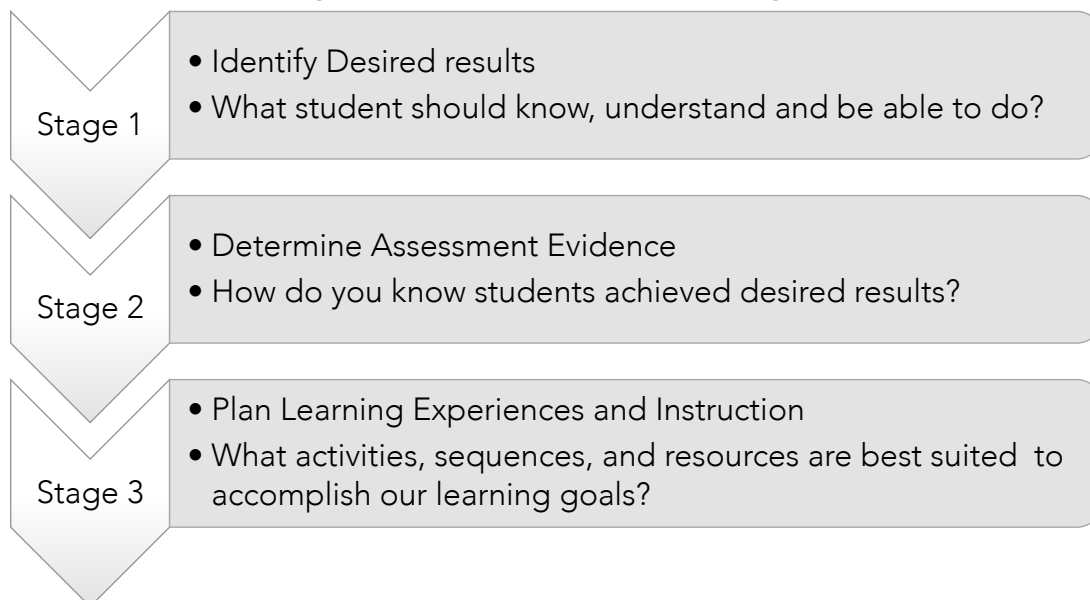 Stage 1
• Identify Desired results
• What student should know, understand and be able to do?
Stage 2
• Determine Assessment Evidence
• How do you know students achieved desired results?
Stage 3
• Plan Learning Experiences and Instruction
• What activities, sequences, and resources are best suited to
accomplish our learning goals?